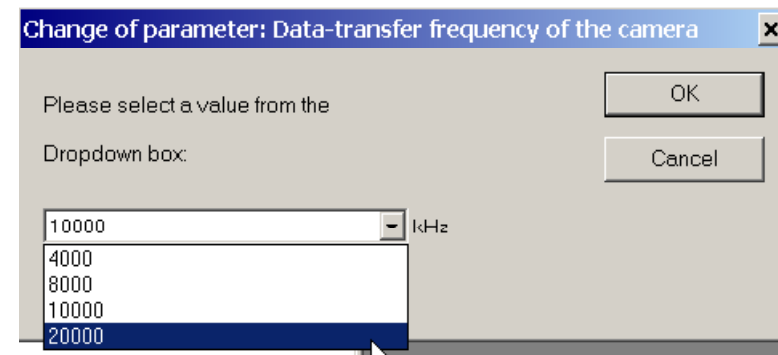 Change of parameter: Data-transfer frequency of the camera
OK
Please select a value from the
Dropdown box:
Cancel
10000 kHz
4000
8000
10000
20000